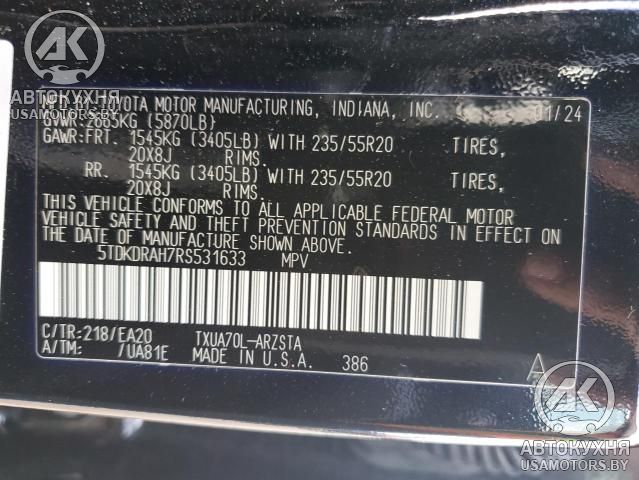 АВТОКУХНЯ
USAMOTORS.BY
MFD BY: TOYOTA MOTOR MANUFACTURING, INDIANA, INC. 01/24
GVWR 2665KG (5870LB)
GAWR:FRT. 1545KG (3405LB) WITH 235/55R20 TIRES,
20X8J RIMS.
RR. 1545KG (3405LB) WITH 235/55R20 TIRES,
20X8J RIMS.
THIS VEHICLE CONFORMS TO ALL APPLICABLE FEDERAL MOTOR
VEHICLE SAFETY AND THEFT PREVENTION STANDARDS IN EFFECT ON
THE DATE OF MANUFACTURE SHOWN ABOVE.
5TDKDRAH7RS531633 MPV
C/TR:218/EA20 TXUA70L-ARZSTA
A/TM: /UA81E MADE IN U.S.A. 386 A
АВТОКУХНЯ
USAMOTORS.BY